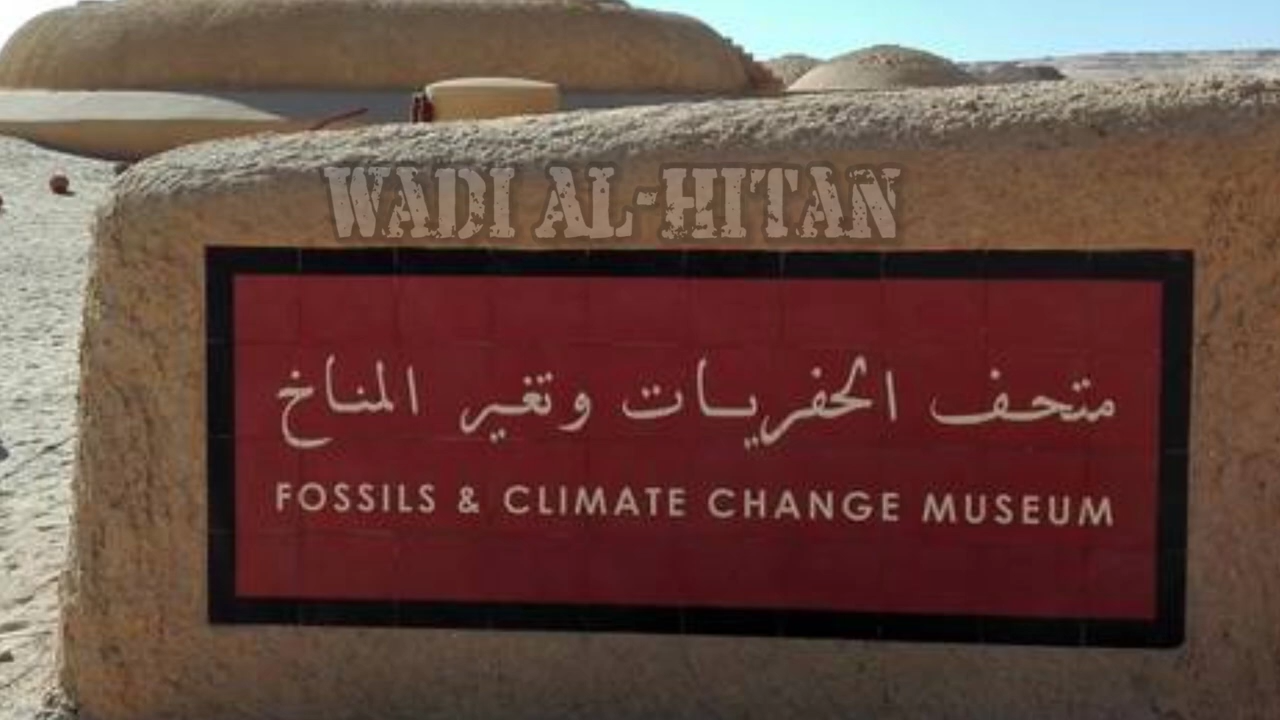 WADI AL-HITAN
متحف الحفريات وتغير المناخ
FOSSILS & CLIMATE CHANGE MUSEUM